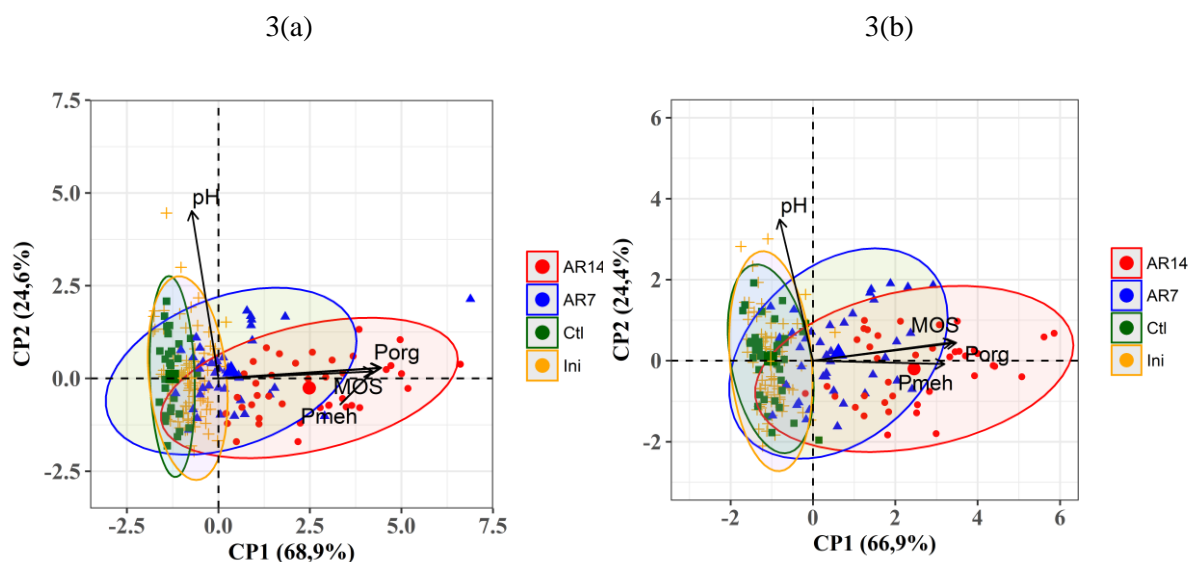 3(a)
3(b)
7.5
5.0
2.5
0.0
-2.5
-2.5
0.0
2.5
5.0
7.5
CP2 (24,6%)
CP1 (68,9%)
pH
Porg
MOS
Pmeh
AR14
AR7
Ctl
Ini
6
4
2
0
-2
-2
0
2
4
6
CP2 (24,4%)
CP1 (66,9%)
pH
MOS
Porg
Pmeh
AR14
AR7
Ctl
Ini